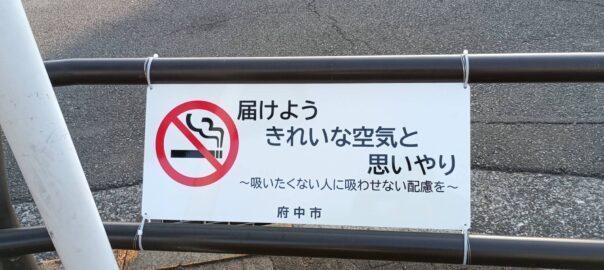 届けよう
きれいな空気と
思いやり
～吸いたくない人に吸わせない配慮を～
府中市